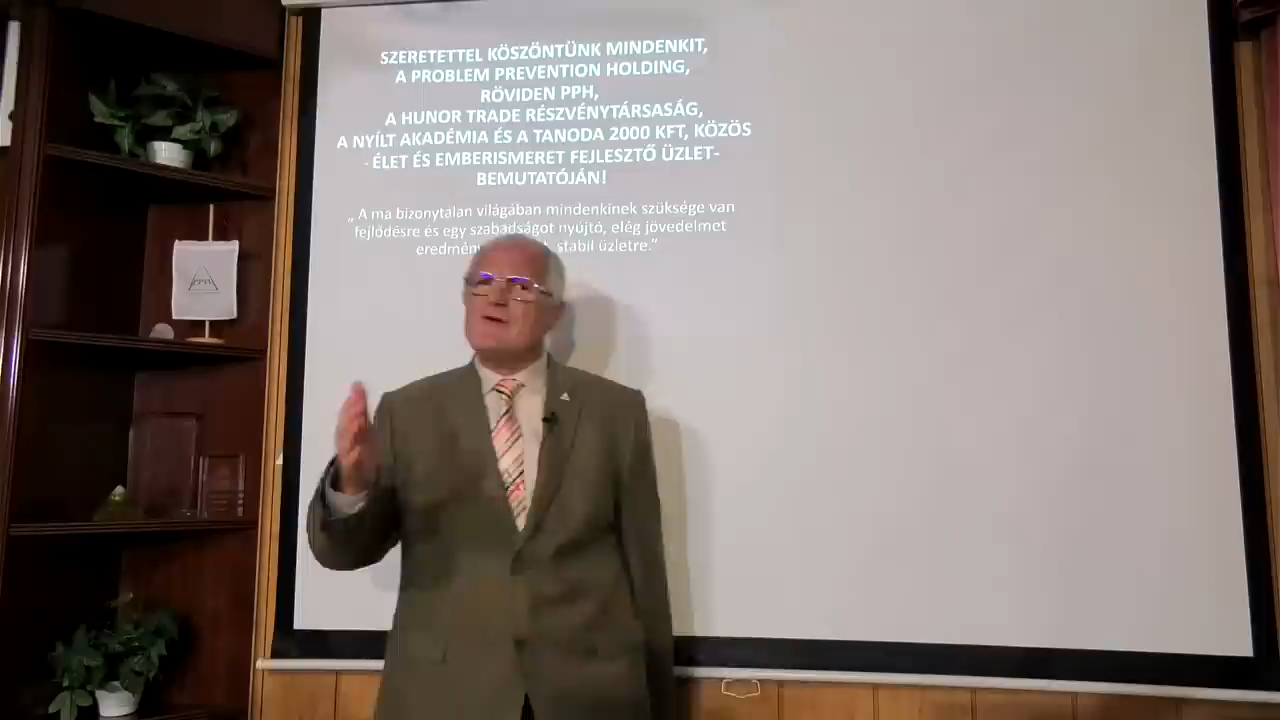 SZERETETTEL KÖSZÖNTÜNK MINDENKIT,
A PROBLEM PREVENTION HOLDING,
RÖVIDEN PPH,
A HUNOR TRADE RÉSZVÉNYTÁRSASÁG,
A NYÍLT AKADÉMIA ÉS A TANODA 2000 KFT, KÖZÖS
- ÉLET ÉS EMBERISMERET FEJLESZTŐ ÜZLET-
BEMUTATÓJÁN!
„ A ma bizonytalan világában mindenkinek szüksége van
fejlődésre és egy szabadságot nyújtó, elég jövedelmet
stabil üzletre.”